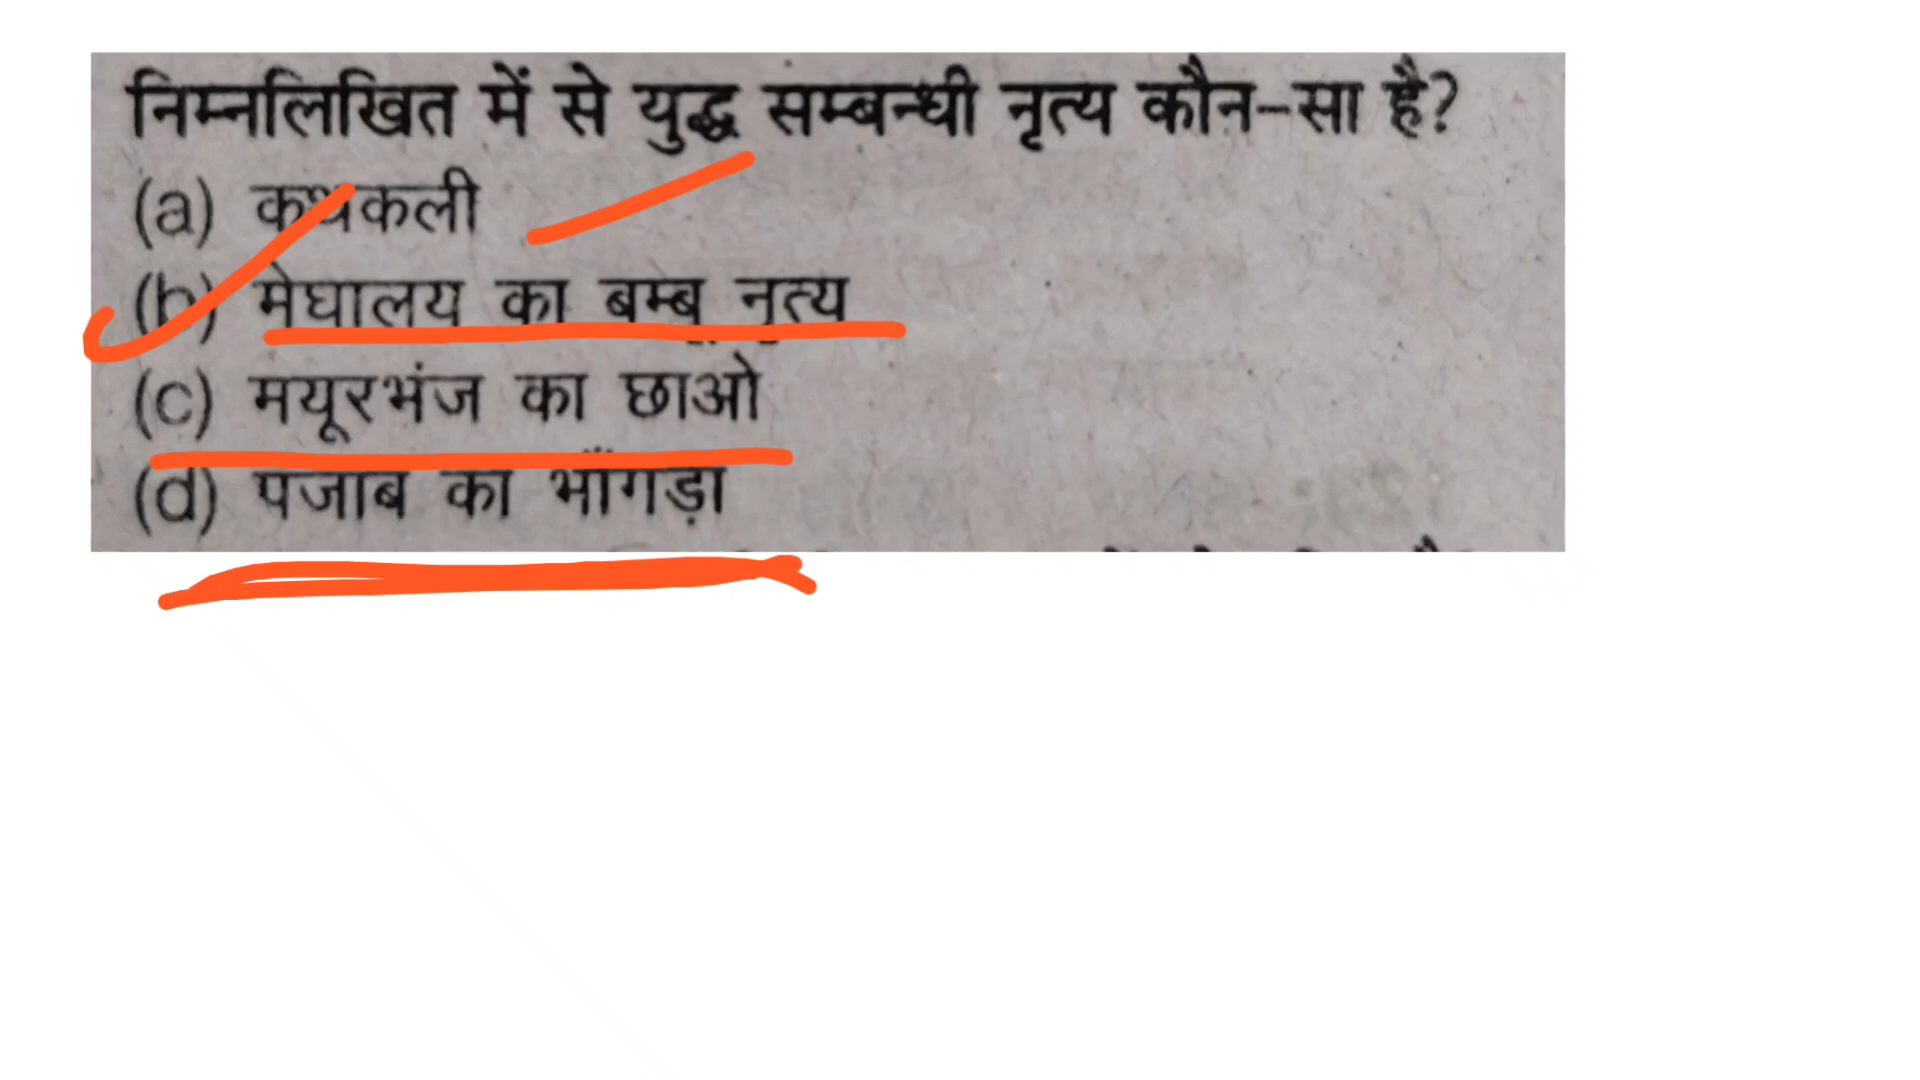 निम्नलिखित में से युद्ध सम्बन्धी नृत्य कौन-सा है?
(a) कथकली
(b) मेघालय का बम्बू नृत्य
(c) मयूरभंज का छाओ
(d) पंजाब का भाँगड़ा